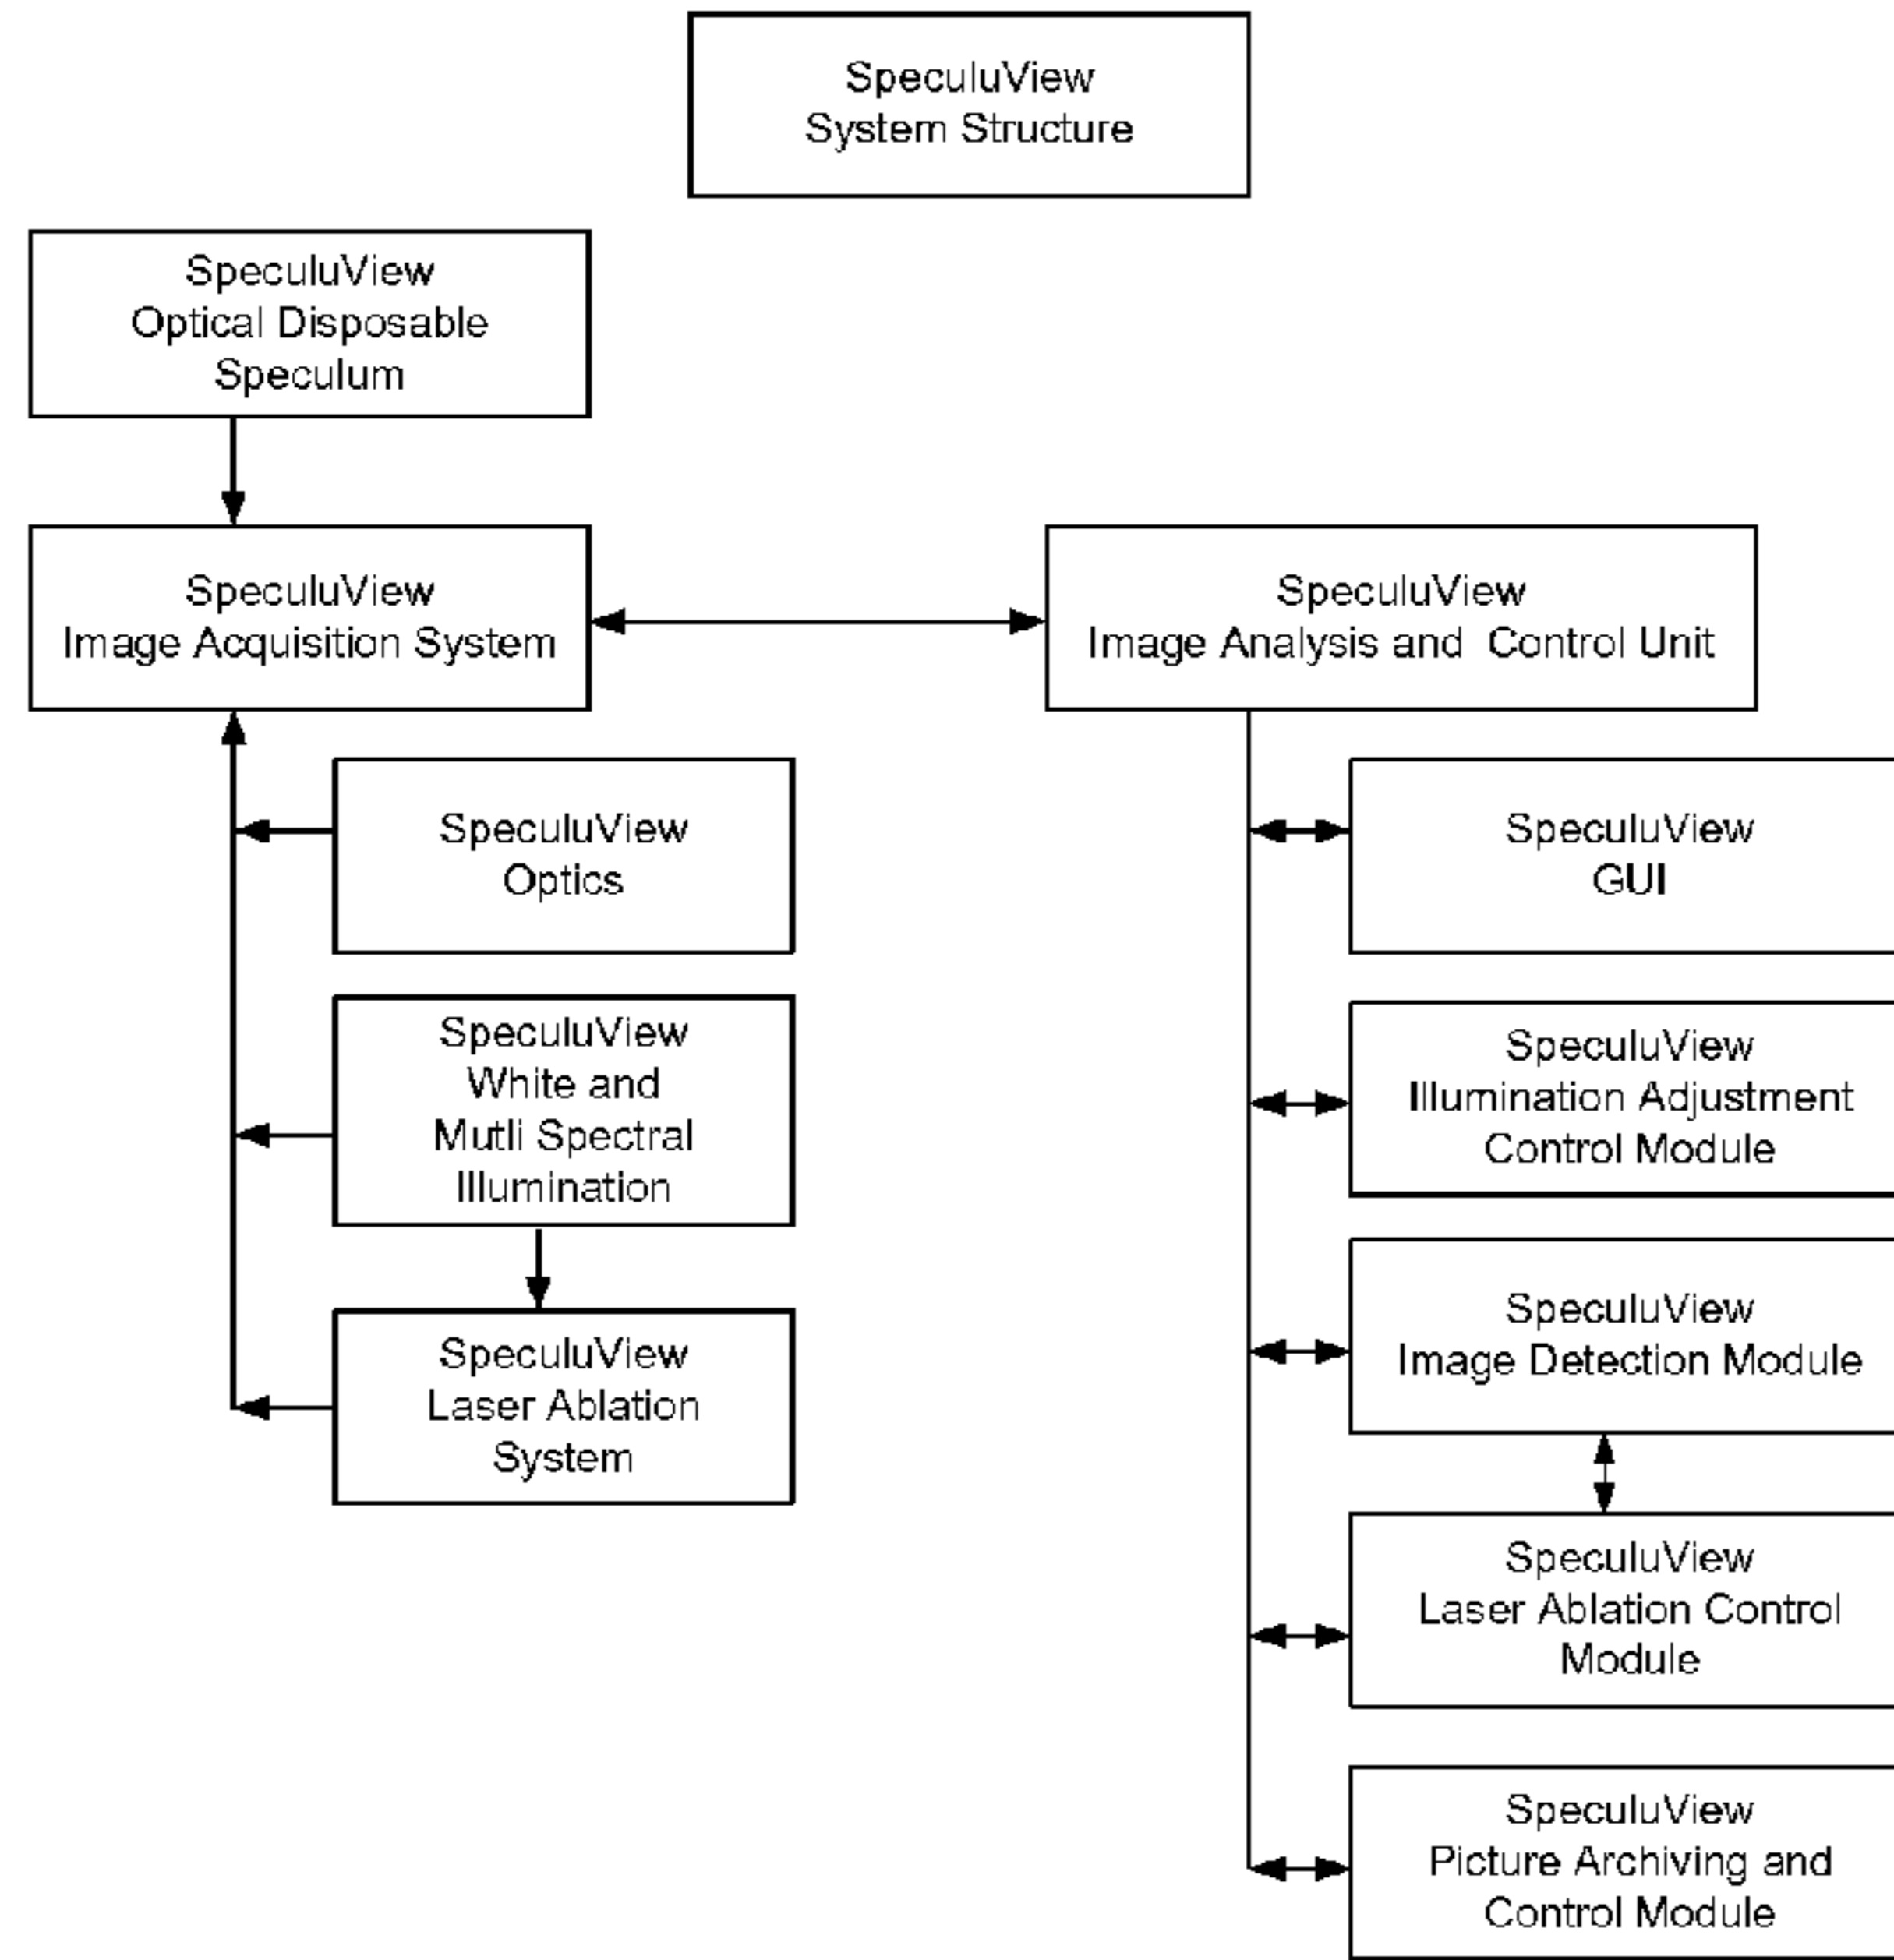 SpeculuView
System Structure
SpeculuView
Optical Disposable
Speculum
SpeculuView
Image Acquisition System
SpeculuView
Image Analysis and Control Unit
SpeculuView
Optics
SpeculuView
White and
Mutli Spectral
Illumination
SpeculuView
Laser Ablation
System
SpeculuView
GUI
SpeculuView
Illumination Adjustment
Control Module
SpeculuView
Image Detection Module
SpeculuView
Laser Ablation Control
Module
SpeculuView
Picture Archiving and
Control Module